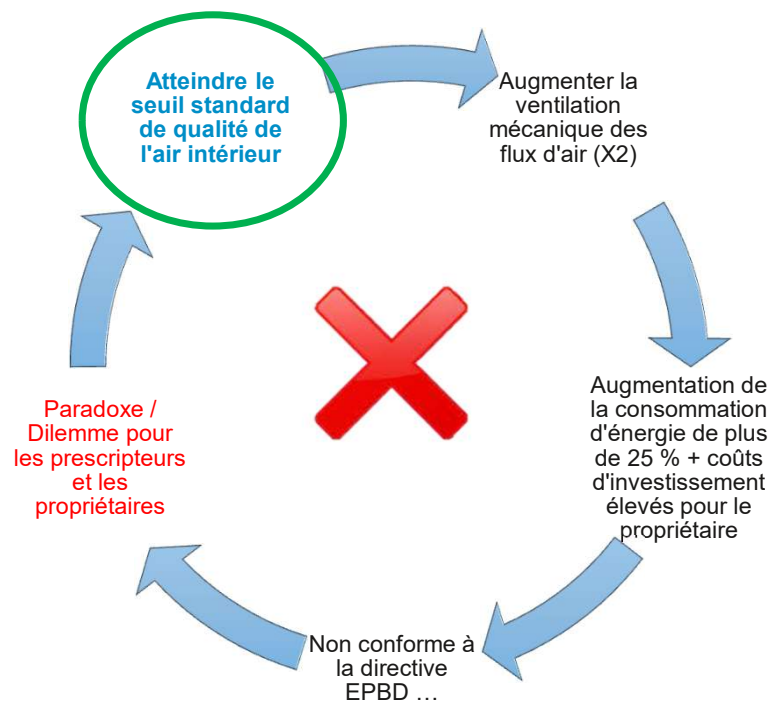 Atteindre le
seuil standard
de qualité de
l'air intérieur
Augmenter la
ventilation
mécanique des
flux d'air (X2)
Augmentation de
la consommation
d'énergie de plus
de 25 % + coûts
d'investissement
élevés pour le
propriétaire
Non conforme à
la directive
EPBD …
Paradoxe /
Dilemme pour
les prescripteurs
et les
propriétaires